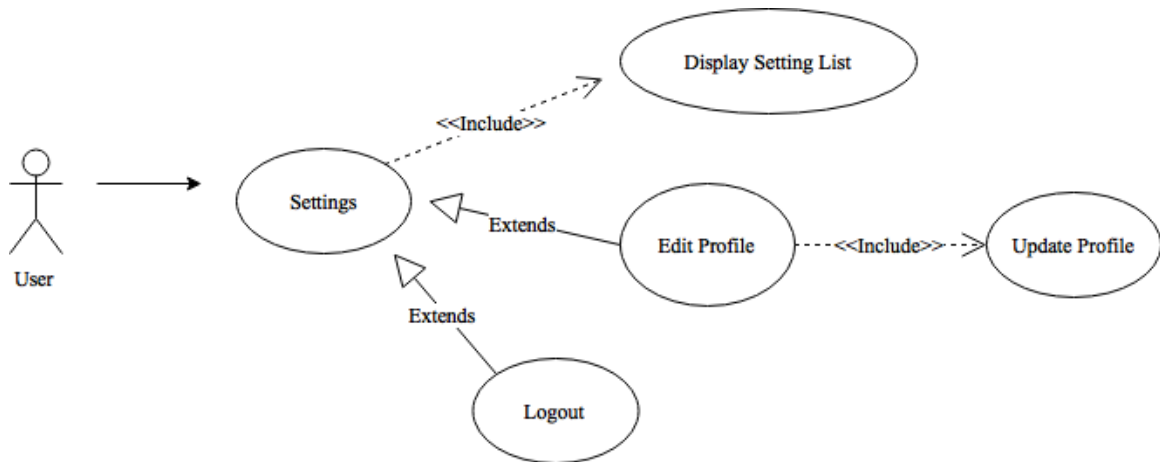 Display Setting List
<<Include>>
Settings
Extends
Edit Profile
<<Include>>
Update Profile
User
Extends
Logout